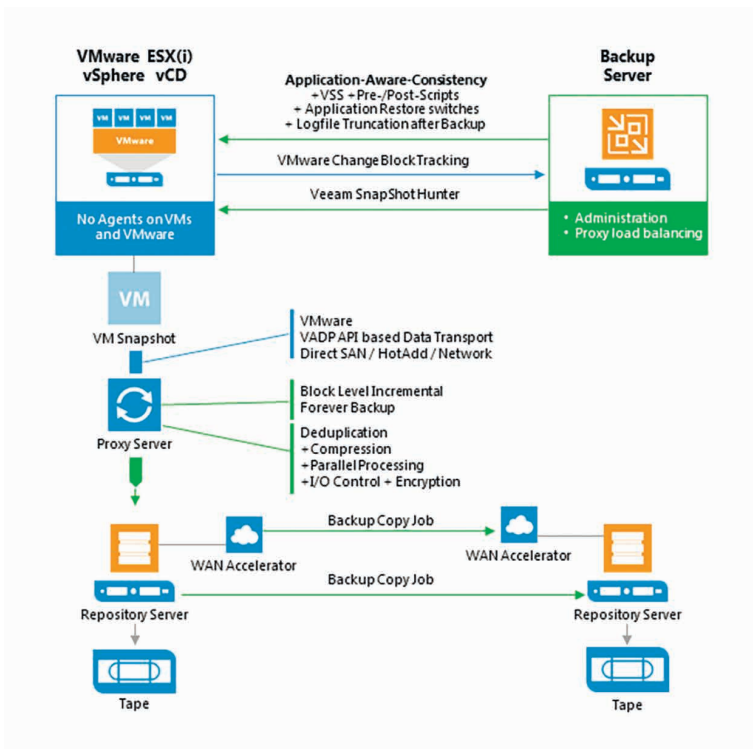 VMware ESX(i)
vSphere vCD
Application-Aware-Consistency
+VSS +Pre-/Post-Scripts
+ Application Restore switches
+ Logfile Truncation after Backup
Backup
Server
VM VM VM VM
VMware
VMware Change Block Tracking
Veeam SnapShot Hunter
No Agents on VMs
and VMware
• Administration
• Proxy load balancing
VM
VM Snapshot
VMware
VADP API based Data Transport
Direct SAN / HotAdd / Network
Block Level Incremental
Forever Backup
Proxy Server
Deduplication
+Compression
+Parallel Processing
+I/O Control + Encryption
Backup Copy Job
WAN Accelerator
WAN Accelerator
Backup Copy Job
Repository Server
Repository Server
Tape
Tape